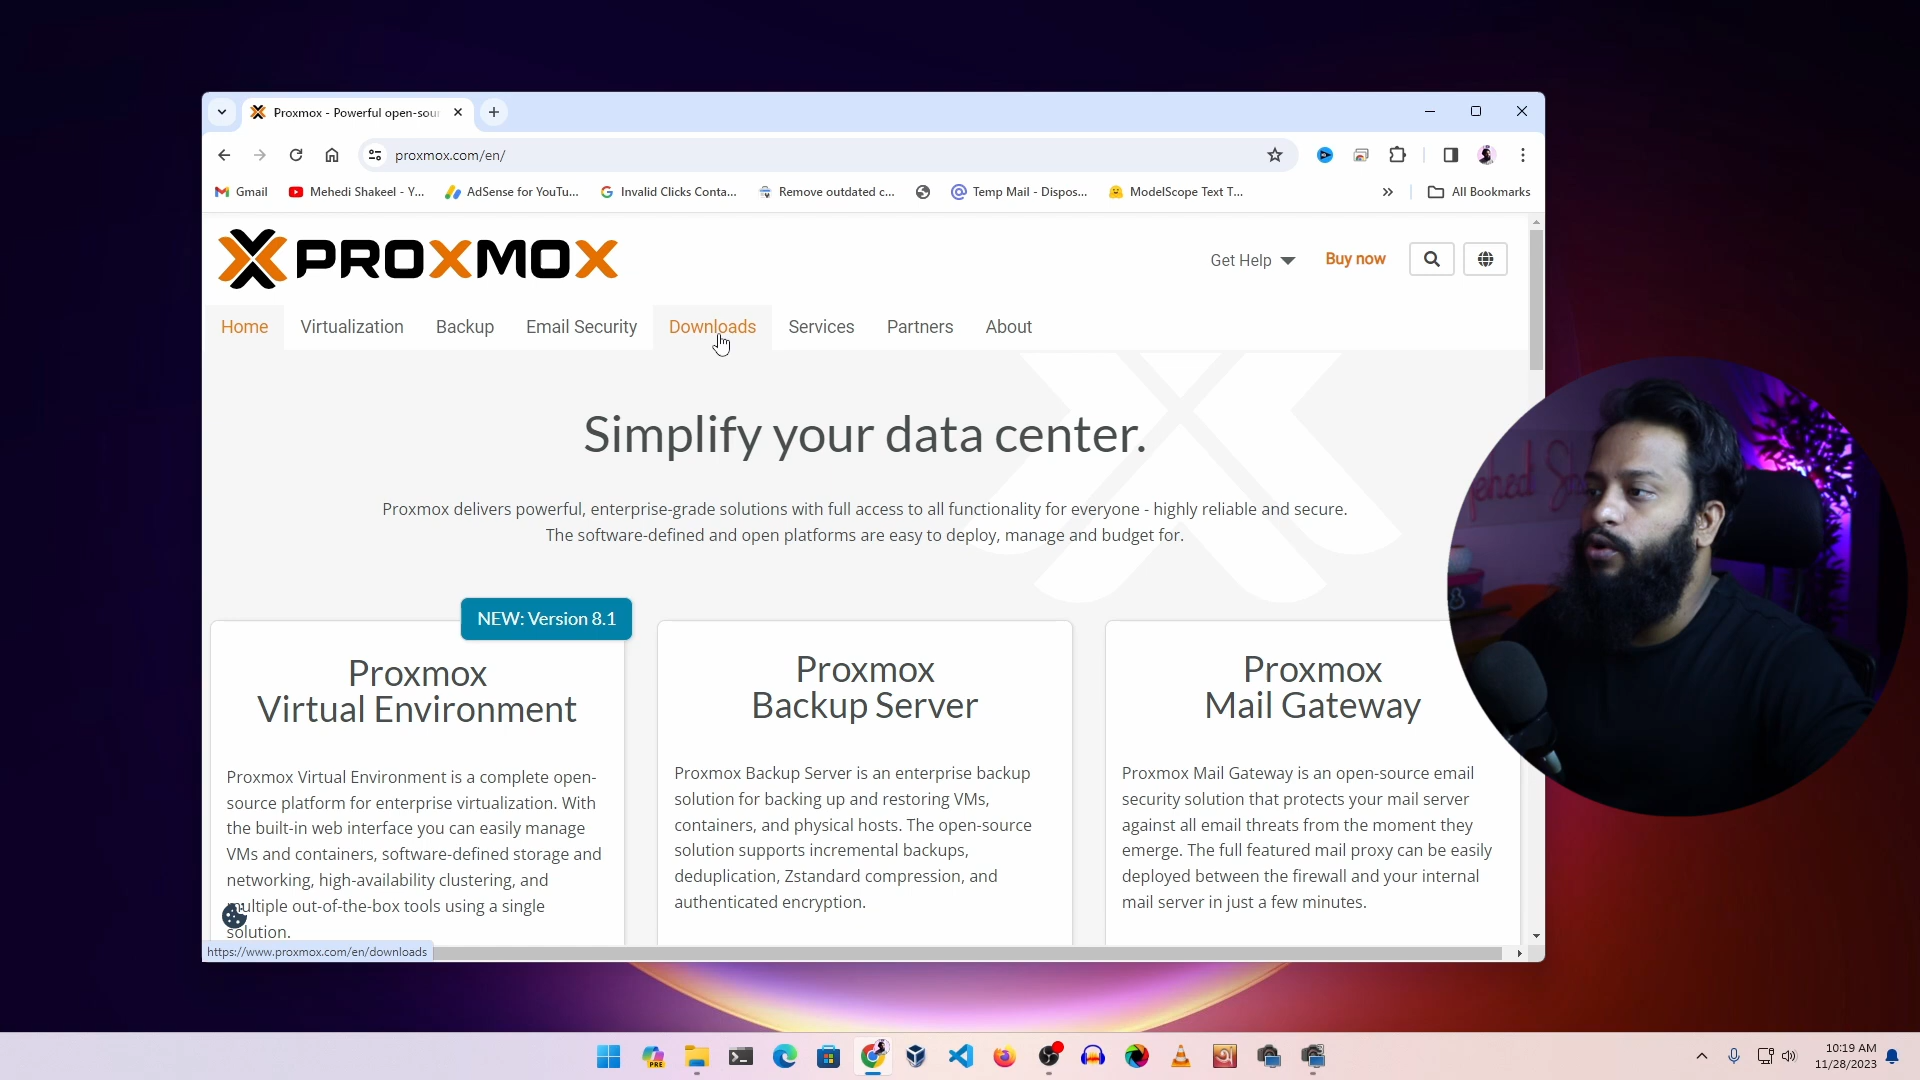 Proxmox - Powerful open-sour
proxmox.com/en/
Gmail
Mehedi Shakeel - Y...
AdSense for YouTu...
Invalid Clicks Conta...
Remove outdated c...
Temp Mail - Dispos...
ModelScope Text T...
All Bookmarks
PROXMOX
Get Help
Buy now
Home
Virtualization
Backup
Email Security
Downloads
Services
Partners
About
Simplify your data center.
Proxmox delivers powerful, enterprise-grade solutions with full access to all functionality for everyone - highly reliable and secure.
The software-defined and open platforms are easy to deploy, manage and budget for.
NEW: Version 8.1
Proxmox
Virtual Environment
Proxmox Virtual Environment is a complete open-
source platform for enterprise virtualization. With
the built-in web interface you can easily manage
VMs and containers, software-defined storage and
networking, high-availability clustering, and
multiple out-of-the-box tools using a single
solution.
Proxmox
Backup Server
Proxmox Backup Server is an enterprise backup
solution for backing up and restoring VMs,
containers, and physical hosts. The open-source
solution supports incremental backups,
deduplication, Zstandard compression, and
authenticated encryption.
Proxmox
Mail Gateway
Proxmox Mail Gateway is an open-source email
security solution that protects your mail server
against all email threats from the moment they
emerge. The full featured mail proxy can be easily
deployed between the firewall and your internal
mail server in just a few minutes.
https://www.proxmox.com/en/downloads
PRE
10:19 AM
11/28/2023